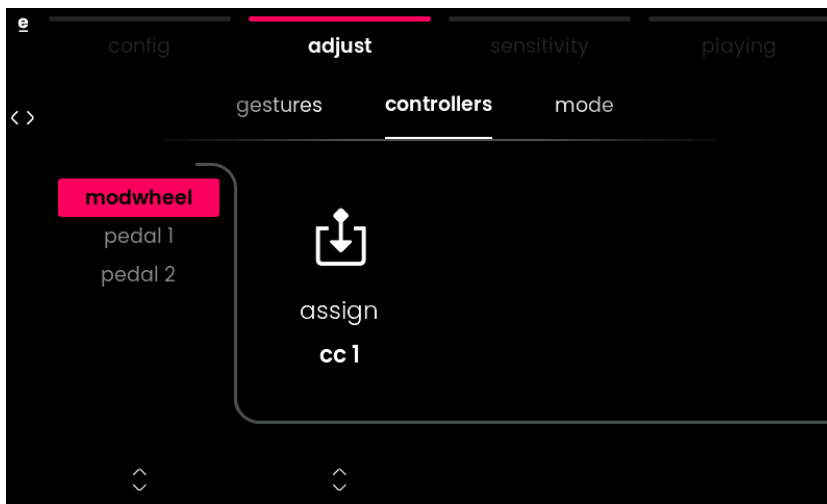 e
config adjust sensitivity playing
gestures controllers mode
modwheel
pedal 1
pedal 2
assign
cc 1